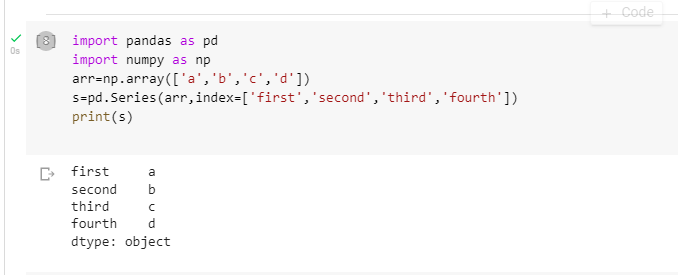 + Code
0s
[8]
import pandas as pd
import numpy as np
arr=np.array(['a','b','c','d'])
s=pd.Series(arr,index=['first','second','third','fourth'])
print(s)
first     a
second    b
third     c
fourth    d
dtype: object